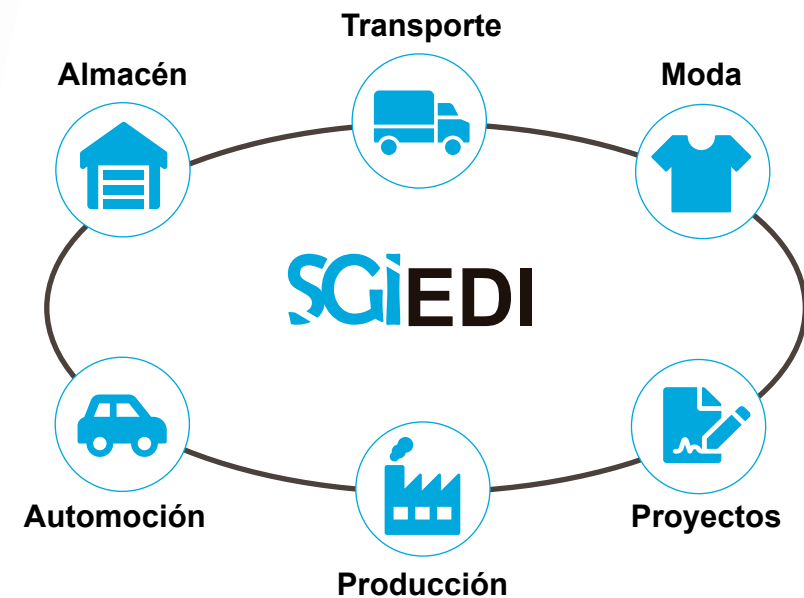 Transporte
Almacén
Moda
SGiEDI
Automoción
Proyectos
Producción